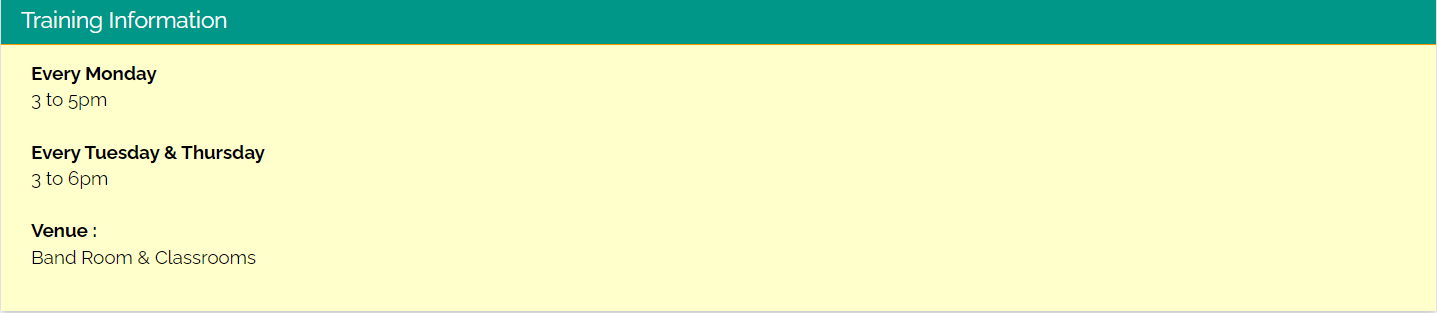 Training Information
Every Monday
3 to 5pm
Every Tuesday & Thursday
3 to 6pm
Venue :
Band Room & Classrooms